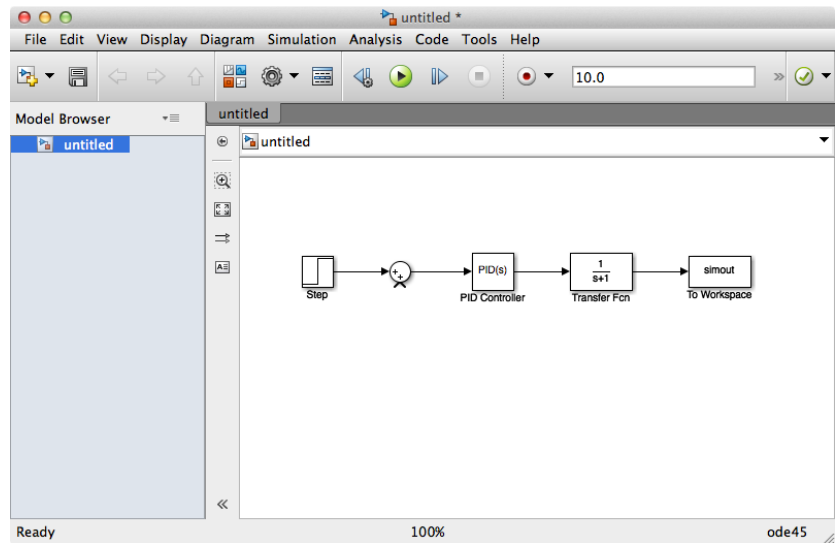 untitled *
File Edit View Display Diagram Simulation Analysis Code Tools Help
10.0
Model Browser
untitled
untitled
untitled
Step
PID(s)
PID Controller
1
s+1
Transfer Fcn
simout
To Workspace
Ready 100% ode45